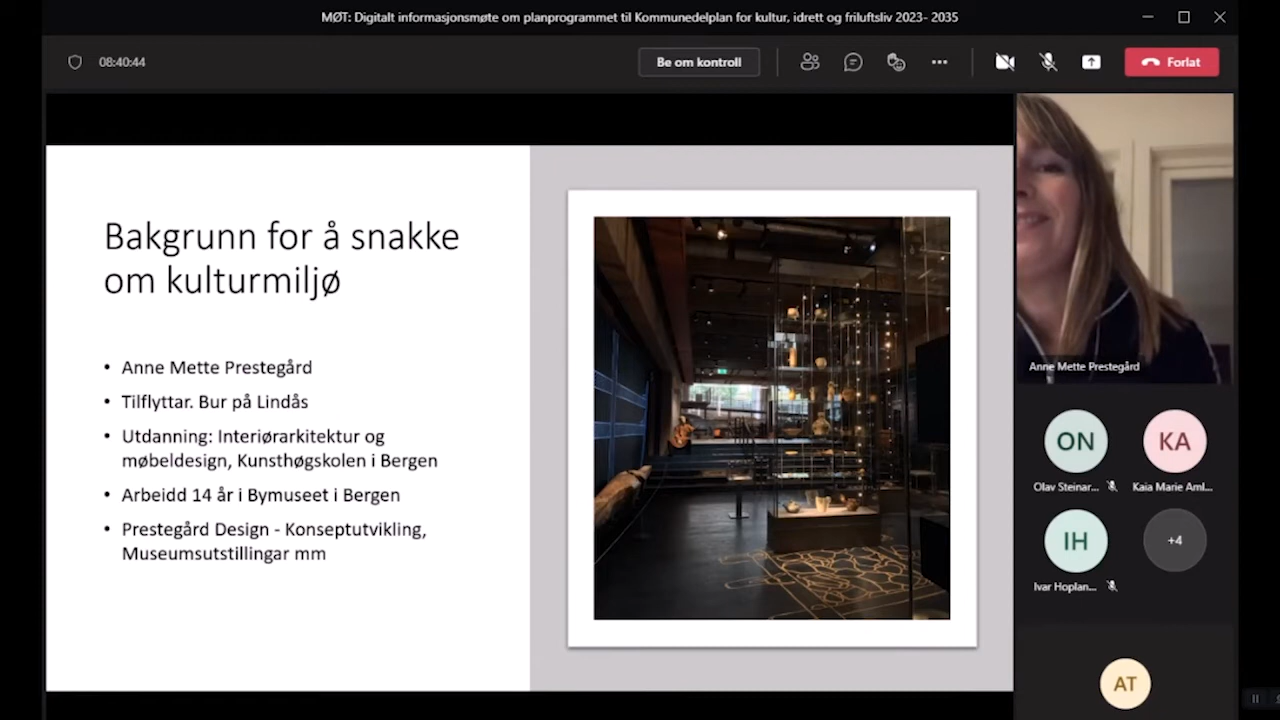 MØT: Digitalt informasjonsmøte om planprogrammet til Kommunedelplan for kultur, idrett og friluftsliv 2023- 2035
08:40:44
Be om kontroll
Forlat
Bakgrunn for å snakke
om kulturmiljø
• Anne Mette Prestegård
• Tilflyttar. Bur på Lindås
• Utdanning: Interiørarkitektur og
møbeldesign, Kunsthøgskolen i Bergen
• Arbeidd 14 år i Bymuseet i Bergen
• Prestegård Design - Konseptutvikling,
Museumsutstillingar mm
Anne Mette Prestegård
ON
KA
Olav Steinar...
Kaia Marie Aml...
IH
+4
Ivar Hoplan...
AT